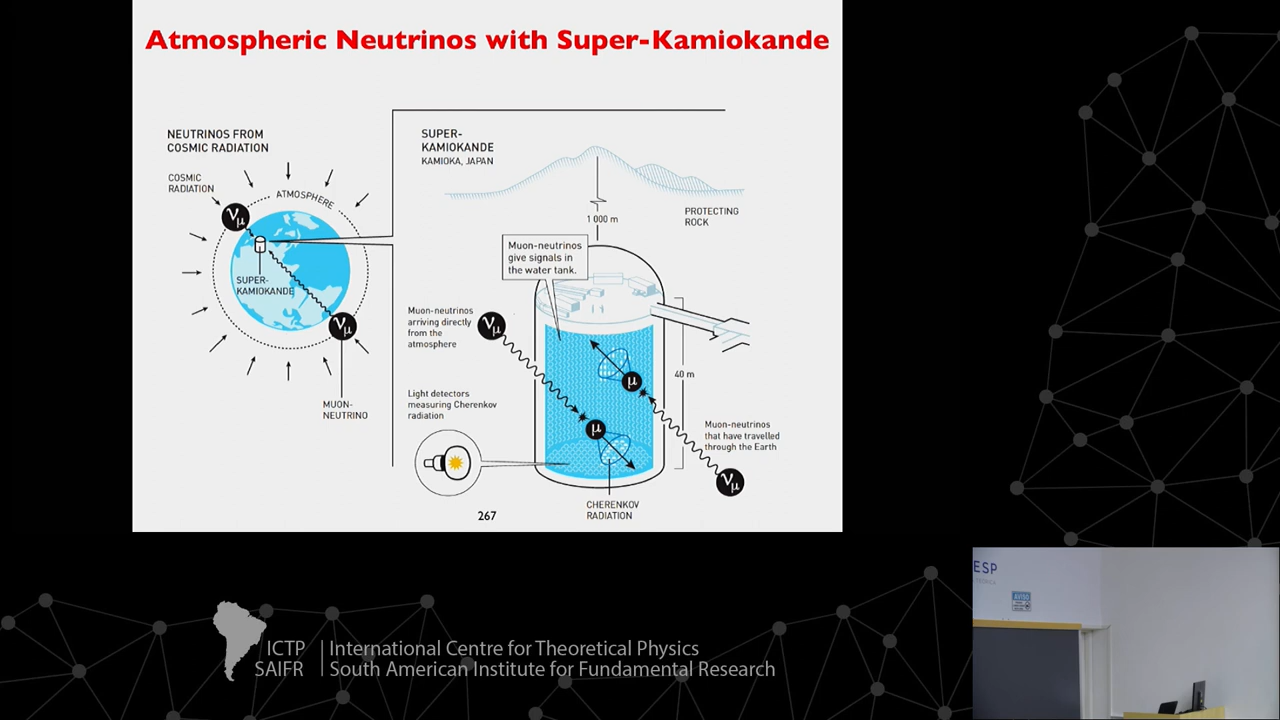 Atmospheric Neutrinos with Super-Kamiokande
NEUTRINOS FROM
COSMIC RADIATION
COSMIC
RADIATION
ATMOSPHERE
νμ
SUPER-
KAMIOKANDE
νμ
MUON-
NEUTRINO
SUPER-
KAMIOKANDE
KAMIOKA, JAPAN
1 000 m
PROTECTING
ROCK
Muon-neutrinos
give signals in
the water tank.
Muon-neutrinos
arriving directly
from the
atmosphere
νμ
μ
40 m
Light detectors
measuring Cherenkov
radiation
μ
Muon-neutrinos
that have travelled
through the Earth
νμ
CHERENKOV
RADIATION
267
ESP
AVISO
ICTP
SAIFR
International Centre for Theoretical Physics
South American Institute for Fundamental Research